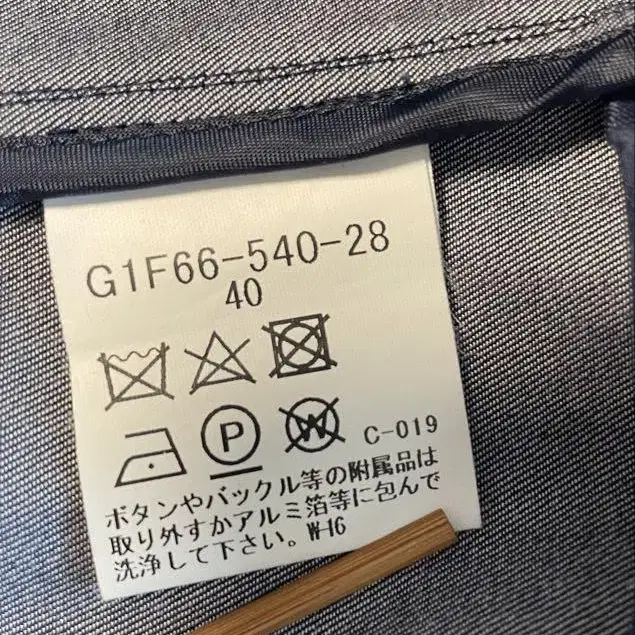 G1F66-540-28
40
P W C-019
ボタンやバックル等の附属品は
取り外すかアルミ箔等に包んで
洗浄して下さい。W-16